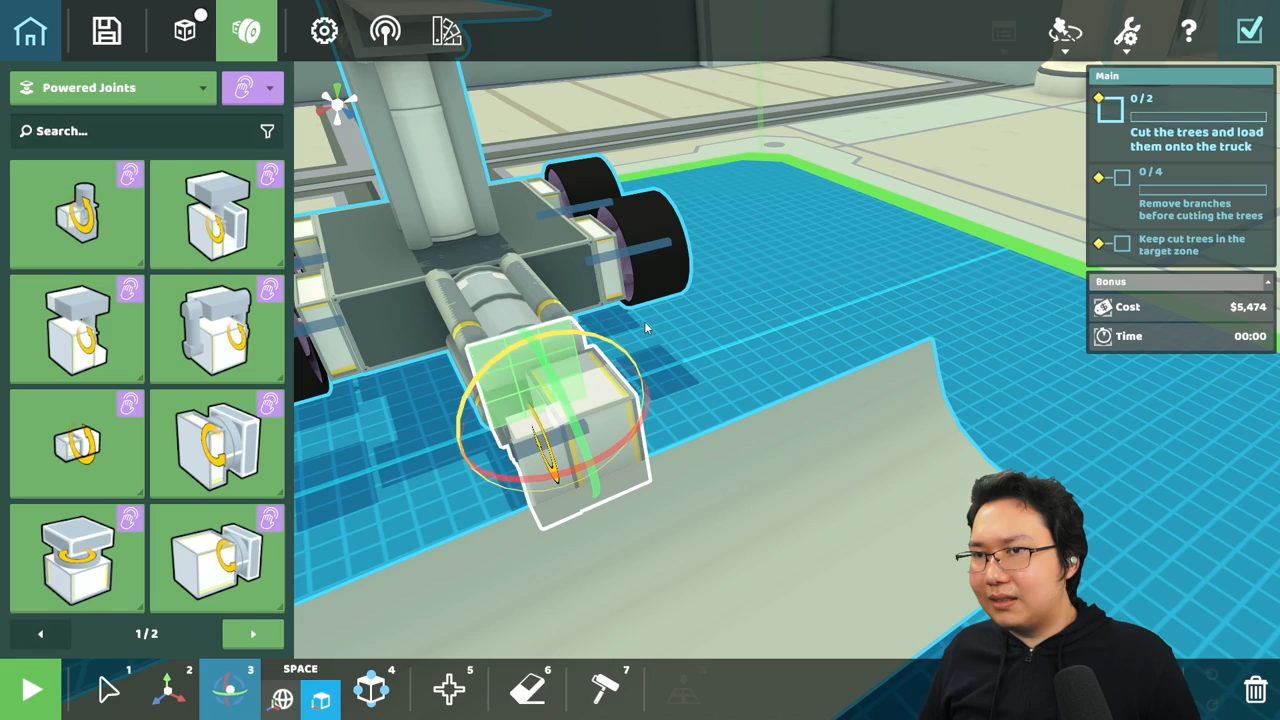 Powered Joints
Search...
1/2
Main
0/2
Cut the trees and load
them onto the truck
0/4
Remove branches
before cutting the trees
Keep cut trees in the
target zone
Bonus
Cost
$5,474
Time
00:00
1
2
3
SPACE
4
5
6
7